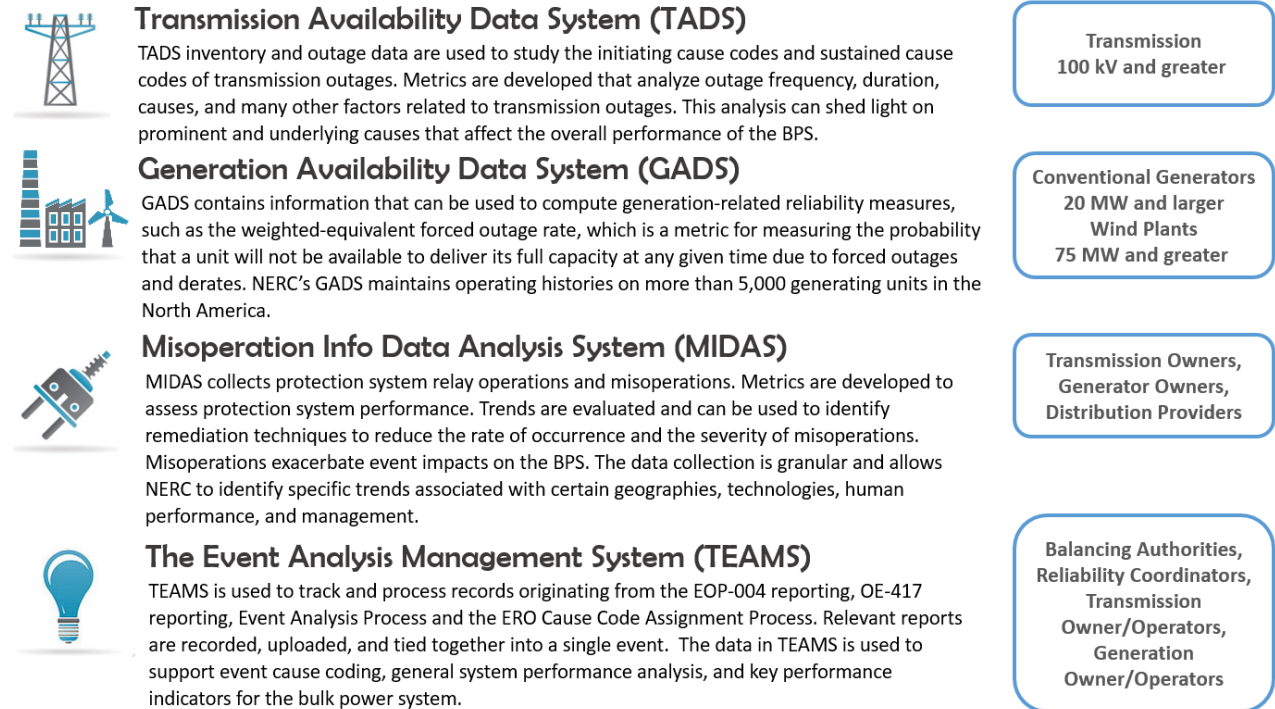 Transmission Availability Data System (TADS)
TADS inventory and outage data are used to study the initiating cause codes and sustained cause
codes of transmission outages. Metrics are developed that analyze outage frequency, duration,
causes, and many other factors related to transmission outages. This analysis can shed light on
prominent and underlying causes that affect the overall performance of the BPS.
Transmission
100 kV and greater
Generation Availability Data System (GADS)
GADS contains information that can be used to compute generation-related reliability measures,
such as the weighted-equivalent forced outage rate, which is a metric for measuring the probability
that a unit will not be available to deliver its full capacity at any given time due to forced outages
and derates. NERC’s GADS maintains operating histories on more than 5,000 generating units in the
North America.
Conventional Generators
20 MW and larger
Wind Plants
75 MW and greater
Misoperation Info Data Analysis System (MIDAS)
MIDAS collects protection system relay operations and misoperations. Metrics are developed to
assess protection system performance. Trends are evaluated and can be used to identify
remediation techniques to reduce the rate of occurrence and the severity of misoperations.
Misoperations exacerbate event impacts on the BPS. The data collection is granular and allows
NERC to identify specific trends associated with certain geographies, technologies, human
performance, and management.
Transmission Owners,
Generator Owners,
Distribution Providers
The Event Analysis Management System (TEAMS)
TEAMS is used to track and process records originating from the EOP-004 reporting, OE-417
reporting, Event Analysis Process and the ERO Cause Code Assignment Process. Relevant reports
are recorded, uploaded, and tied together into a single event.  The data in TEAMS is used to
support event cause coding, general system performance analysis, and key performance
indicators for the bulk power system.
Balancing Authorities,
Reliability Coordinators,
Transmission
Owner/Operators,
Generation
Owner/Operators